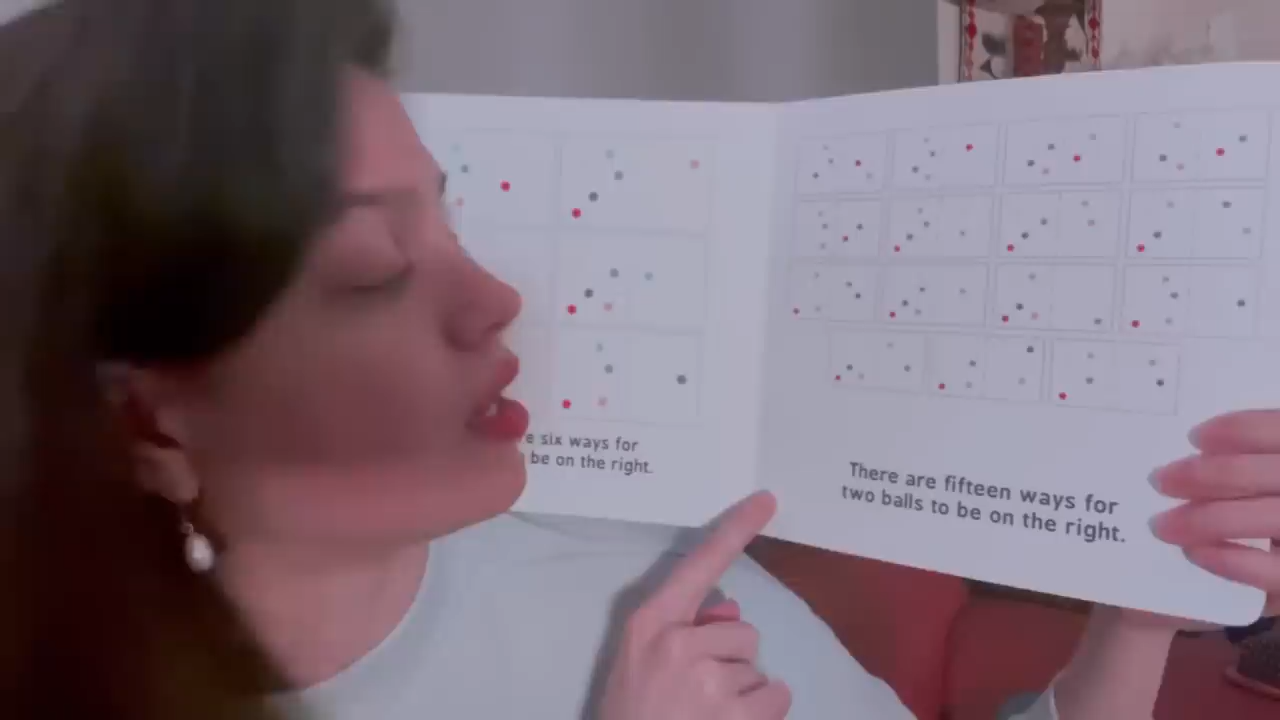 e six ways for
be on the right.
There are fifteen ways for
two balls to be on the right.